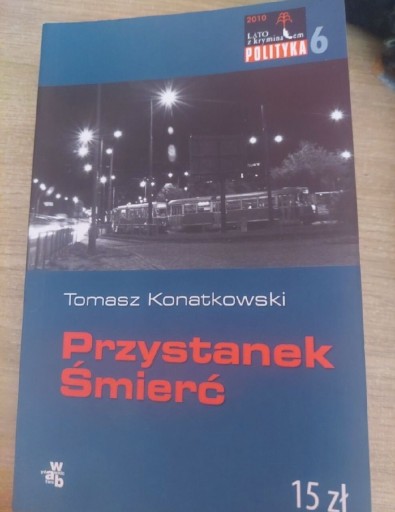 2019
LATO
z kryminałem
POLITYKA 6
Tomasz Konatkowski
Przystanek
Śmierć
w
a b
15 zł